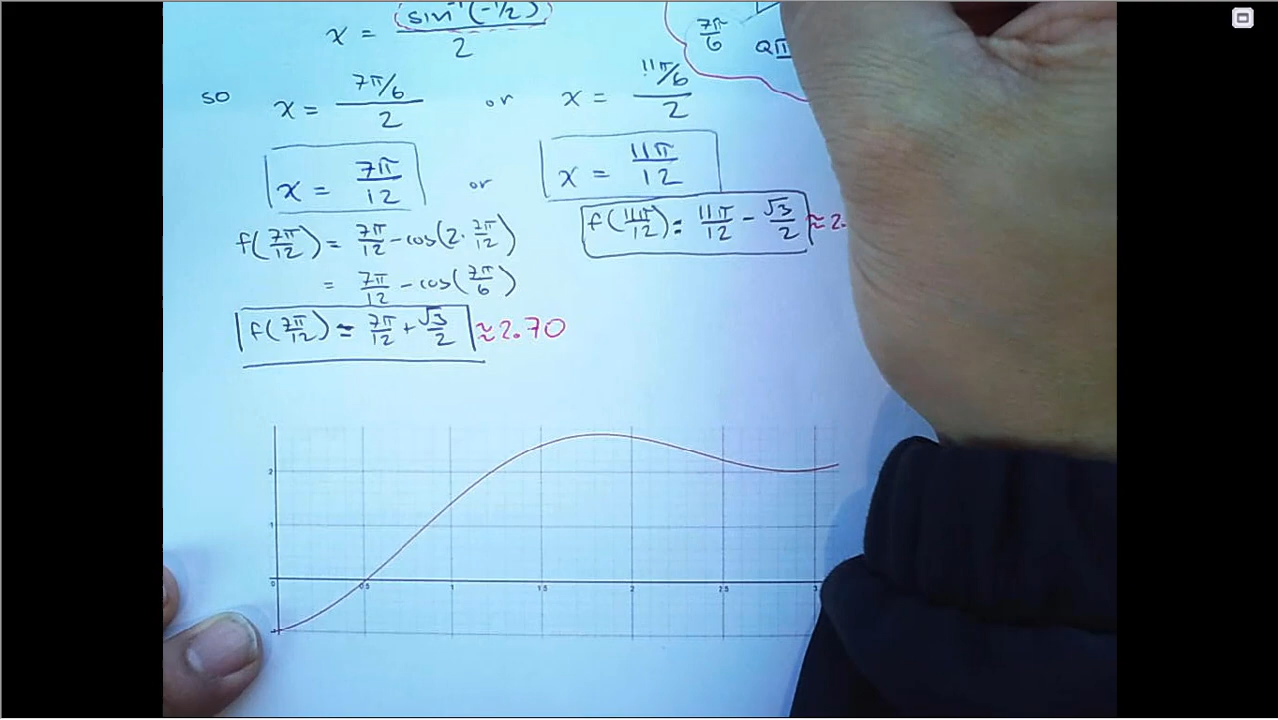 x = sin⁻¹(-1/2) / 2
7π/6
2π
so x = 7π/6 / 2 or x = 11π/6 / 2
x = 7π/12 or x = 11π/12
f(7π/12) = 7π/12 - cos(2·7π/12)
f(11π/12) = 11π/12 - √3/2 ≈ 2.
= 7π/12 - cos(7π/6)
f(7π/12) = 7π/12 + √3/2 ≈ 2.70
2
1
0 0.5 1 1.5 2 2.5 3